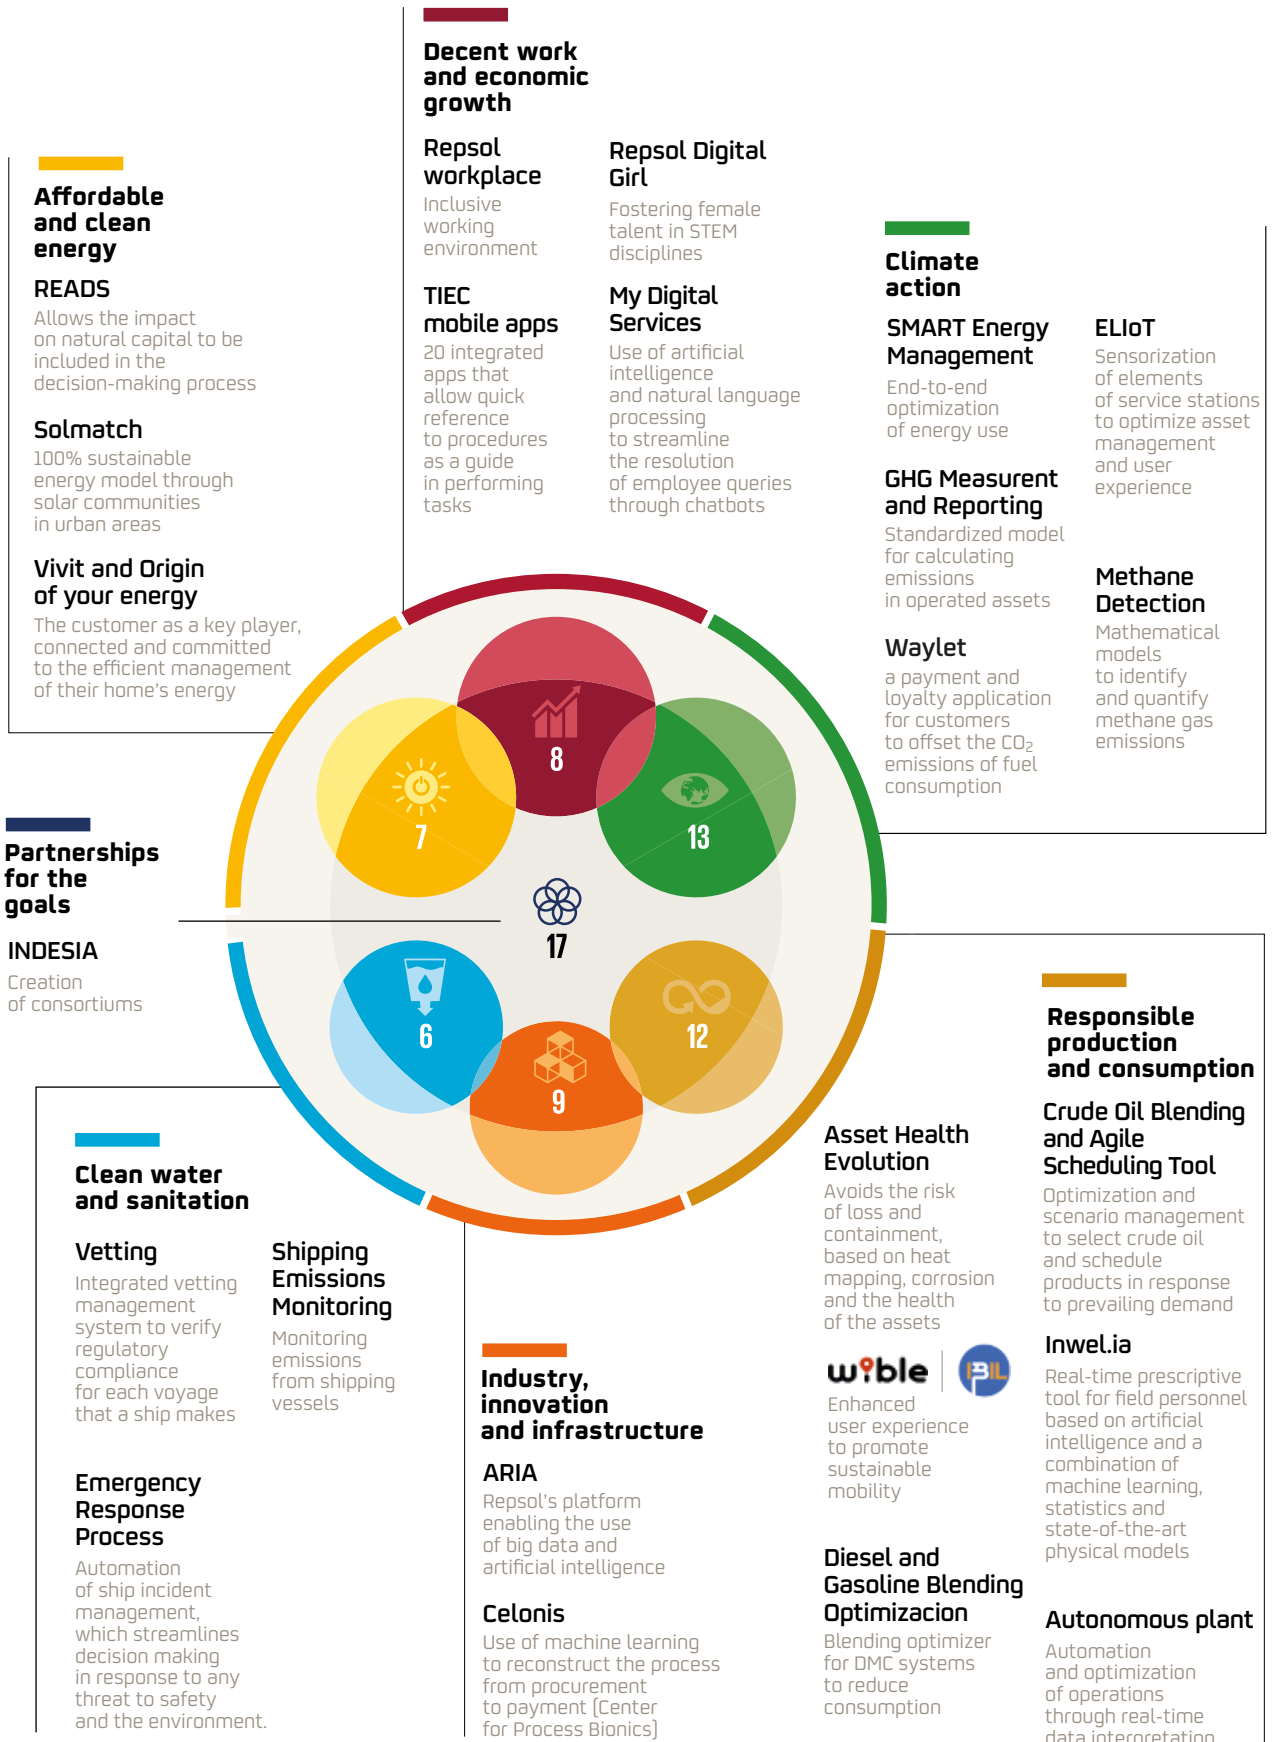 Decent work
and economic
growth
Repsol
workplace
Inclusive
working
environment
Repsol Digital
Girl
Fostering female
talent in STEM
disciplines
TIEC
mobile apps
20 integrated
apps that
allow quick
reference
to procedures
as a guide
in performing
tasks
My Digital
Services
Use of artificial
intelligence
and natural language
processing
to streamline
the resolution
of employee queries
through chatbots
Affordable
and clean
energy
READS
Allows the impact
on natural capital to be
included in the
decision-making process
Solmatch
100% sustainable
energy model through
solar communities
in urban areas
Vivit and Origin
of your energy
The customer as a key player,
connected and committed
to the efficient management
of their home's energy
Climate
action
SMART Energy
Management
End-to-end
optimization
of energy use
GHG Measurent
and Reporting
Standardized model
for calculating
emissions
in operated assets
Waylet
a payment and
loyalty application
for customers
to offset the CO₂
emissions of fuel
consumption
ELIoT
Sensorization
of elements
of service stations
to optimize asset
management
and user
experience
Methane
Detection
Mathematical
models
to identify
and quantify
methane gas
emissions
8
7
13
17
6
12
9
Partnerships
for the
goals
INDESIA
Creation
of consortiums
Clean water
and sanitation
Vetting
Integrated vetting
management
system to verify
regulatory
compliance
for each voyage
that a ship makes
Shipping
Emissions
Monitoring
Monitoring
emissions
from shipping
vessels
Emergency
Response
Process
Automation
of ship incident
management,
which streamlines
decision making
in response to any
threat to safety
and the environment.
Industry,
innovation
and infrastructure
ARIA
Repsol's platform
enabling the use
of big data and
artificial intelligence
Celonis
Use of machine learning
to reconstruct the process
from procurement
to payment (Center
for Process Bionics)
Responsible
production
and consumption
Asset Health
Evolution
Avoids the risk
of loss and
containment,
based on heat
mapping, corrosion
and the health
of the assets
wible
IBIL
Enhanced
user experience
to promote
sustainable
mobility
Diesel and
Gasoline Blending
Optimizacion
Blending optimizer
for DMC systems
to reduce
consumption
Crude Oil Blending
and Agile
Scheduling Tool
Optimization and
scenario management
to select crude oil
and schedule
products in response
to prevailing demand
Inwel.ia
Real-time prescriptive
tool for field personnel
based on artificial
intelligence and a
combination of
machine learning,
statistics and
state-of-the-art
physical models
Autonomous plant
Automation
and optimization
of operations
through real-time
data interpretation